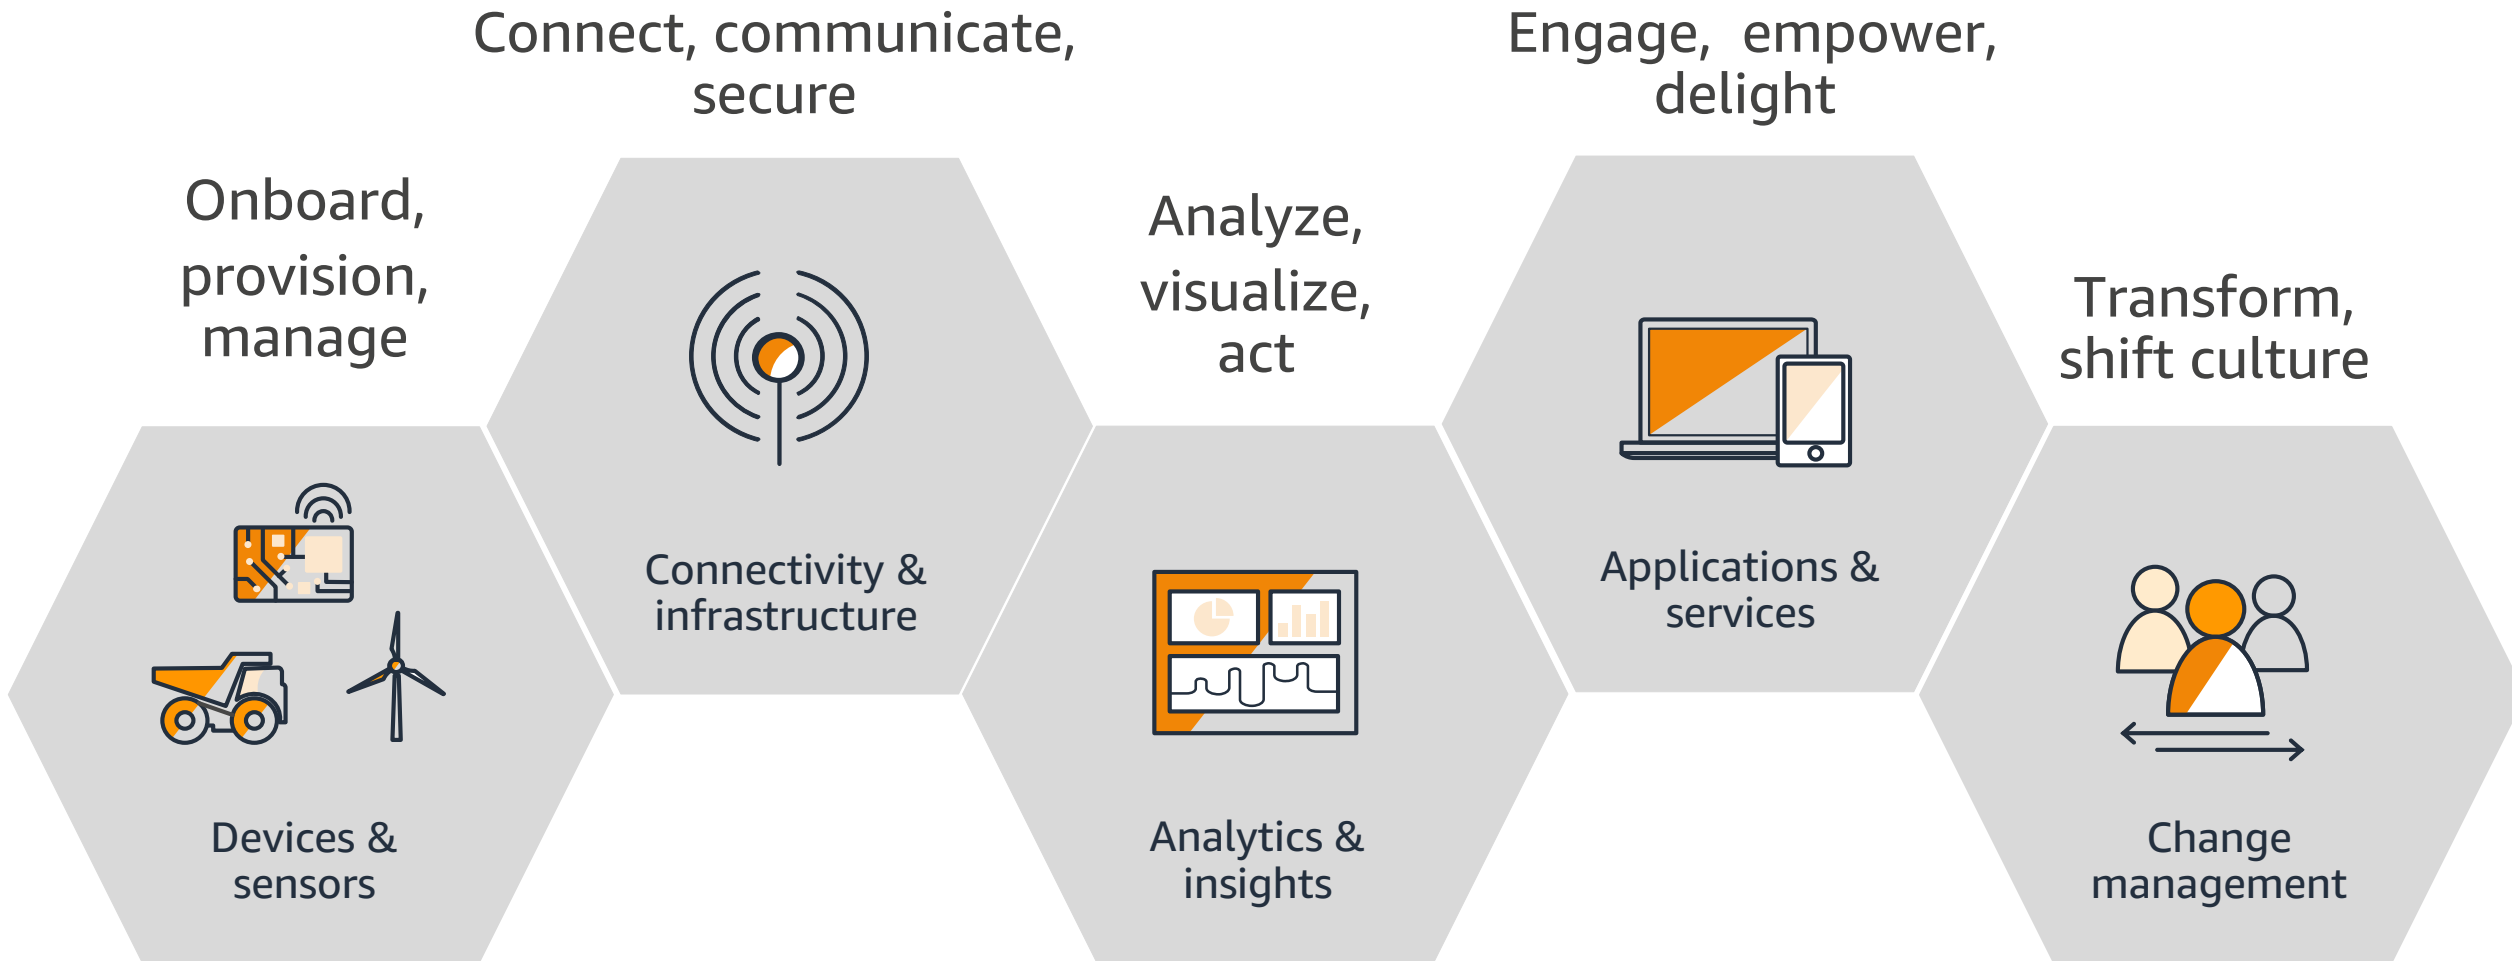 Onboard,
provision,
manage
Devices &
sensors
Connect, communicate,
secure
Connectivity &
infrastructure
Analyze,
visualize,
act
Analytics &
insights
Engage,  empower,
delight
Applications &
services
Transform,
shift culture
Change
management